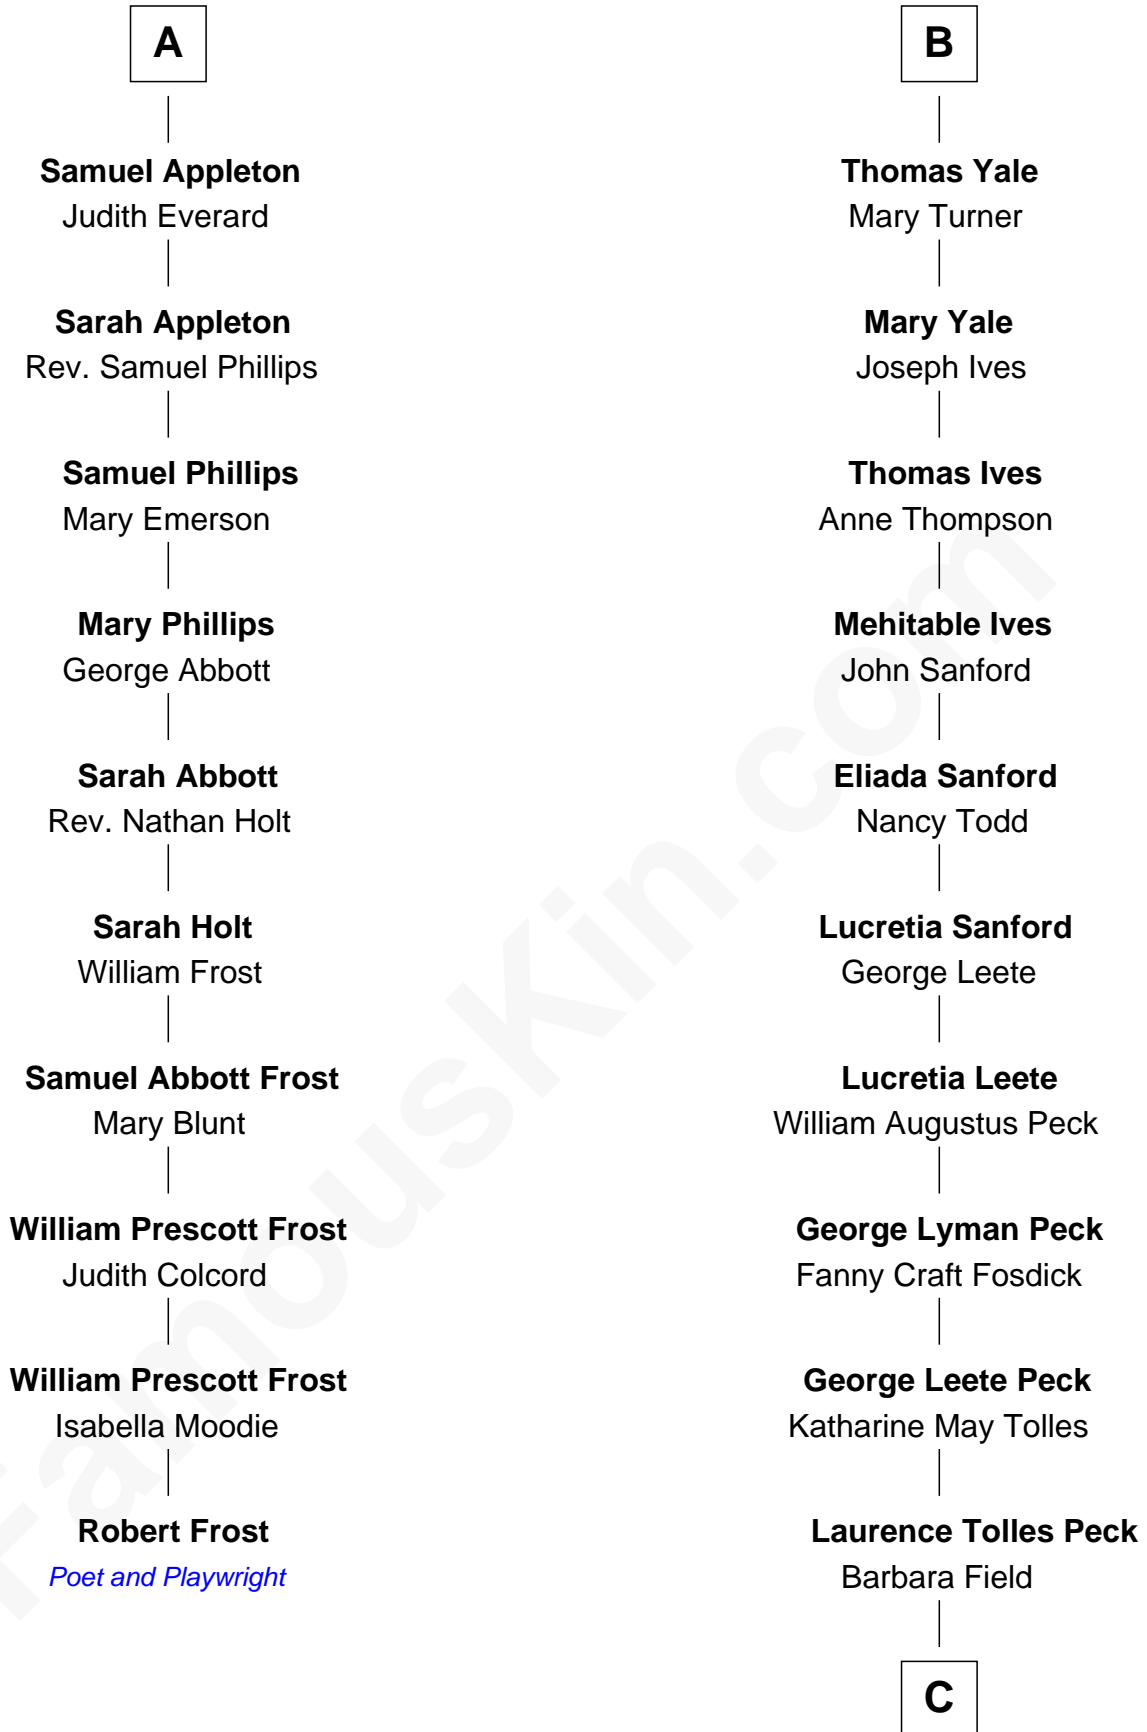 A
Samuel Appleton
Judith Everard
Sarah Appleton
Rev. Samuel Phillips
Samuel Phillips
Mary Emerson
Mary Phillips
George Abbott
Sarah Abbott
Rev. Nathan Holt
Sarah Holt
William Frost
Samuel Abbott Frost
Mary Blunt
William Prescott Frost
Judith Colcord
William Prescott Frost
Isabella Moodie
Robert Frost
Poet and Playwright
B
Thomas Yale
Mary Turner
Mary Yale
Joseph Ives
Thomas Ives
Anne Thompson
Mehitable Ives
John Sanford
Eliada Sanford
Nancy Todd
Lucretia Sanford
George Leete
Lucretia Leete
William Augustus Peck
George Lyman Peck
Fanny Craft Fosdick
George Leete Peck
Katharine May Tolles
Laurence Tolles Peck
Barbara Field
C
FamousKin.com